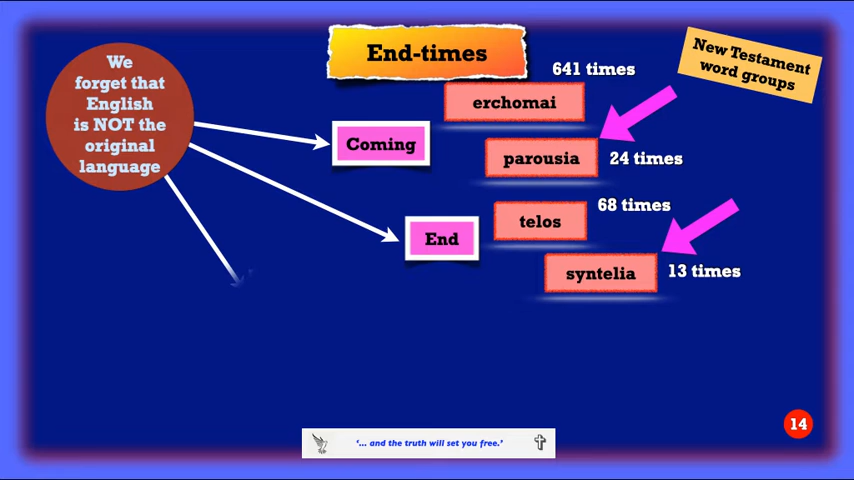 We
forget that
English
is NOT the
original
language
End-times
New Testament
word groups
Coming
641 times
erchomai
parousia
24 times
End
68 times
telos
syntelia
13 times
14
‘... and the truth will set you free.’